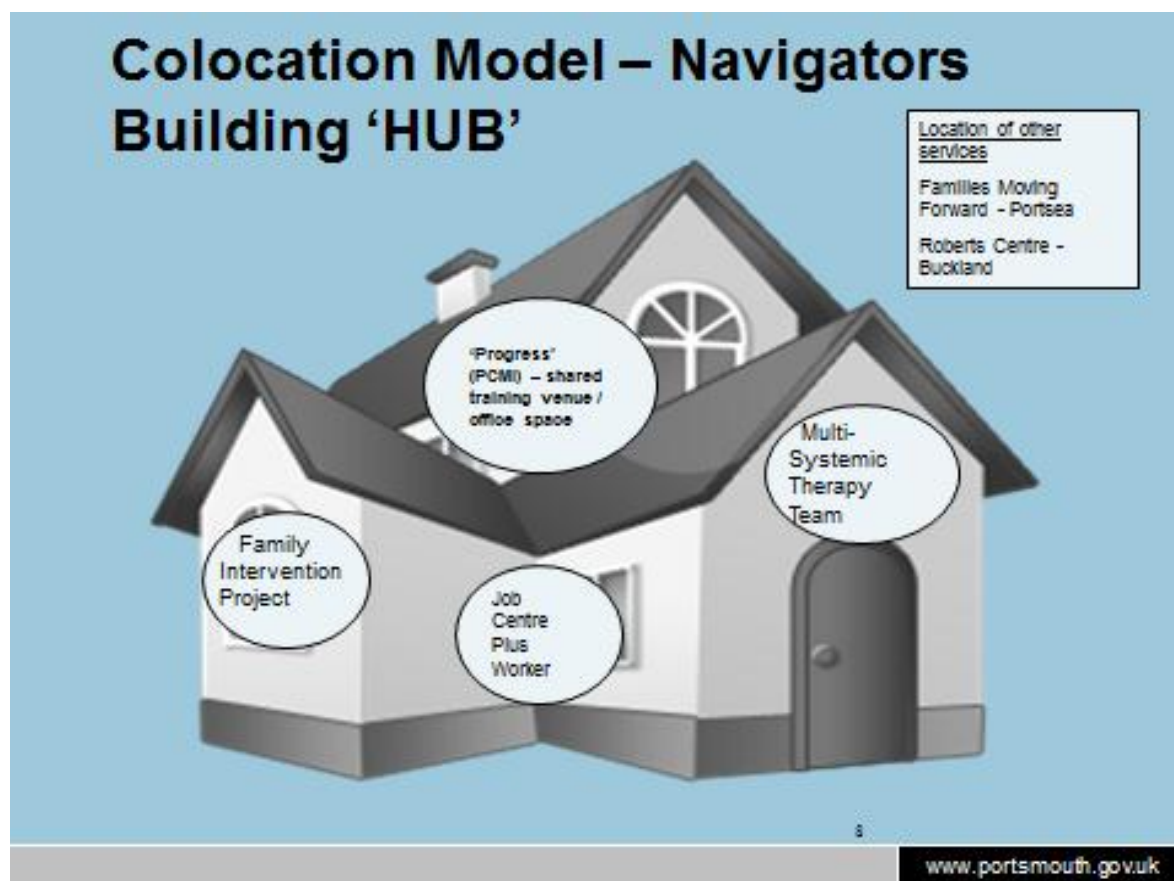 Colocation Model – Navigators
Building ‘HUB’
Location of other
services
Families Moving
Forward - Portsea
Roberts Centre -
Buckland
‘Progress’
(PCMI) – shared
training venue /
office space
Multi-
Systemic
Therapy
Team
Family
Intervention
Project
Job
Centre
Plus
Worker
8
www.portsmouth.gov.uk